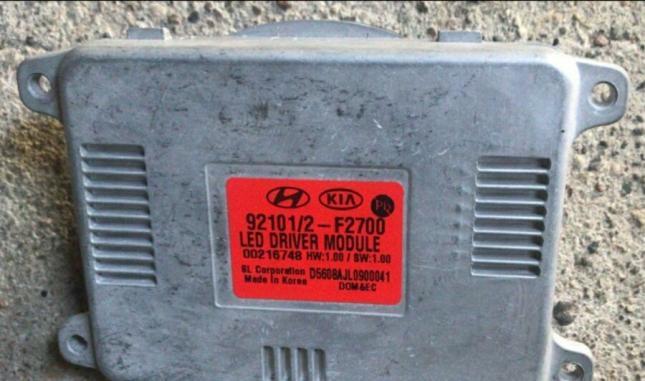 KIA PQ
92101/2-F2700
LED DRIVER MODULE
00216748 HW:1.00 / SW:1.00
SL Corporation D5608AJL0900041
Made In Korea DOM&EC